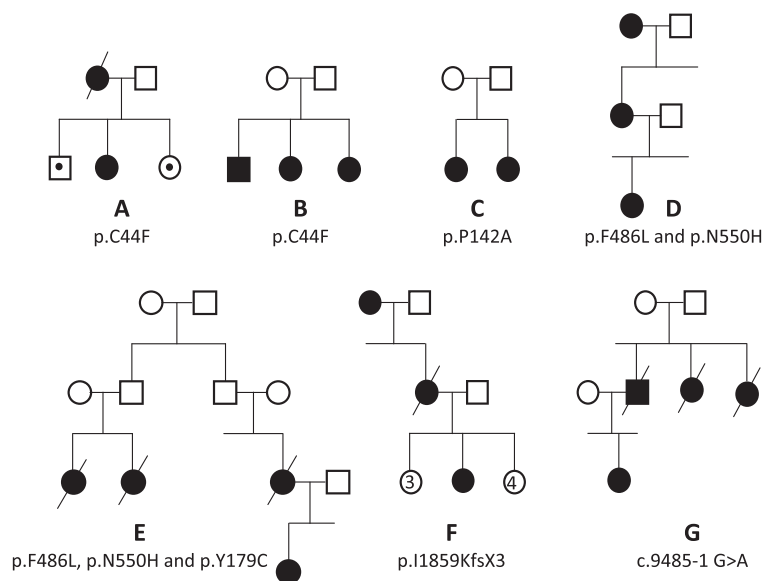 A
p.C44F
B
p.C44F
C
p.P142A
D
p.F486L and p.N550H
3
4
E
p.F486L, p.N550H and p.Y179C
F
p.I1859KfsX3
G
c.9485-1 G>A